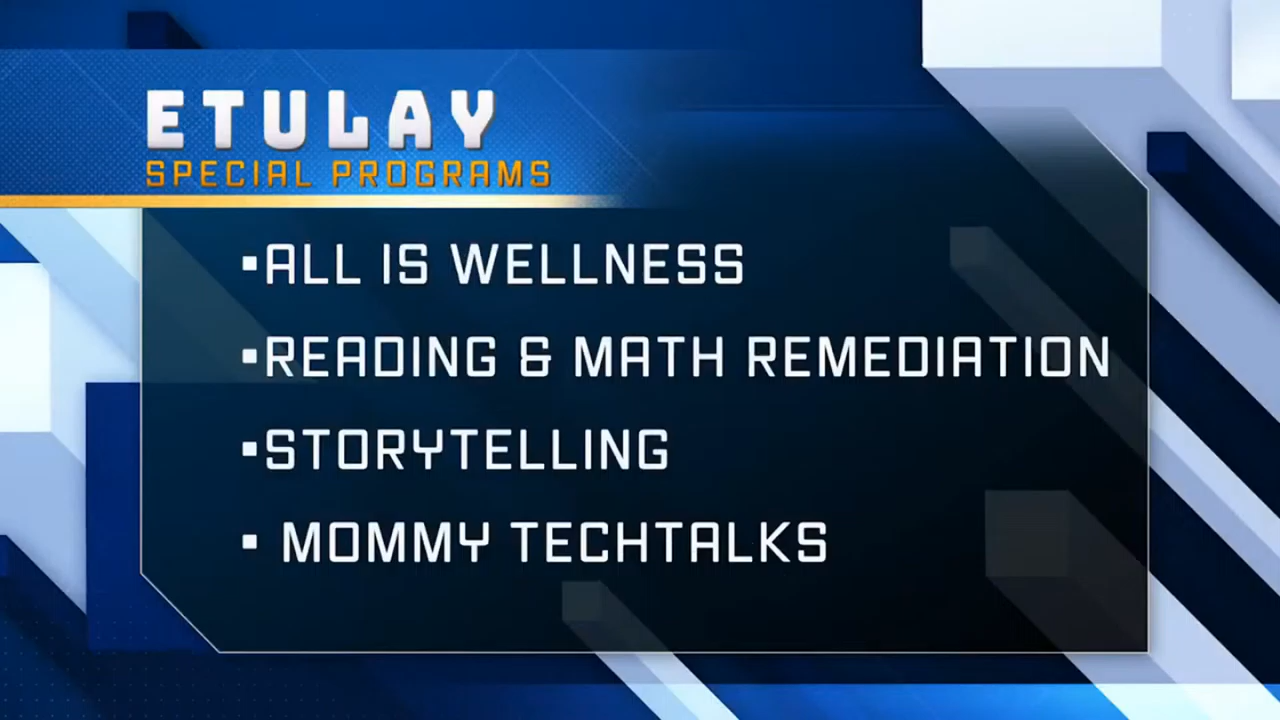 ETULAY
SPECIAL PROGRAMS
▪ALL IS WELLNESS
▪READING & MATH REMEDIATION
▪STORYTELLING
▪ MOMMY TECHTALKS